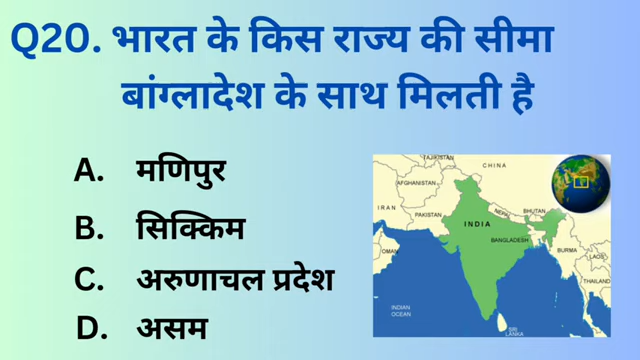 Q20. भारत के किस राज्य की सीमा
बांग्लादेश के साथ मिलती है
A. मणिपुर
B. सिक्किम
C. अरुणाचल प्रदेश
D. असम
TAJIKISTAN
CHINA
AFGHANISTAN
IRAN
PAKISTAN
NEPAL
BHUTAN
INDIA
BANGLADESH
OMAN
BURMA
LAOS
THAILAND
INDIAN
OCEAN
SRI
LANKA